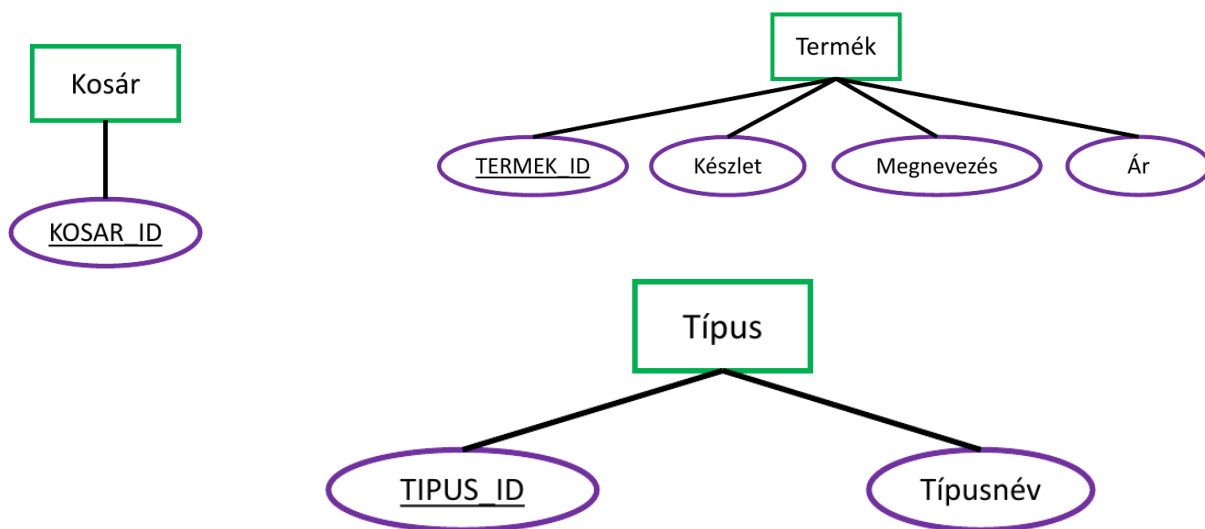 Kosár
KOSAR_ID
Termék
TERMEK_ID
Készlet
Megnevezés
Ár
Típus
TIPUS_ID
Típusnév